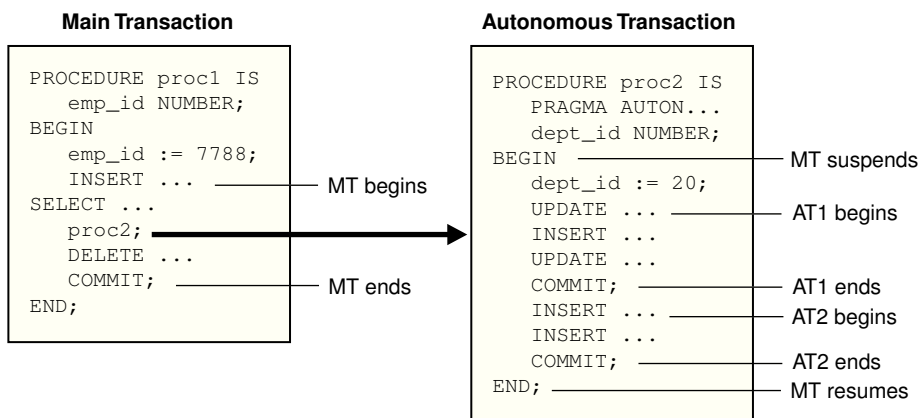 Main Transaction
PROCEDURE proc1 IS
emp_id NUMBER;
BEGIN
emp_id := 7788;
INSERT ...
MT begins
SELECT ...
proc2;
DELETE ...
COMMIT;
MT ends
END;
Autonomous Transaction
PROCEDURE proc2 IS
PRAGMA AUTON...
dept_id NUMBER;
BEGIN
MT suspends
dept_id := 20;
UPDATE ...
AT1 begins
INSERT ...
UPDATE ...
COMMIT;
AT1 ends
INSERT ...
AT2 begins
INSERT ...
COMMIT;
AT2 ends
END;
MT resumes